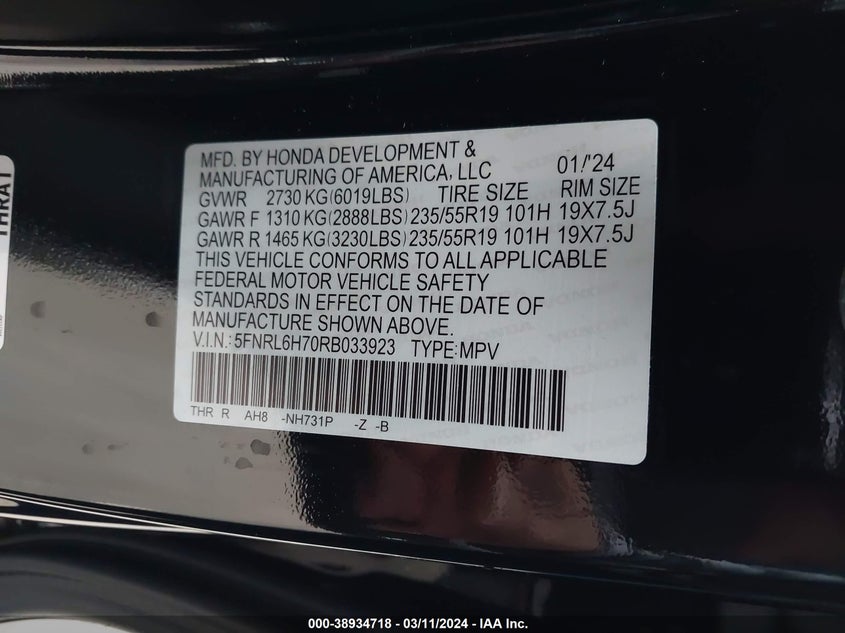 MFD. BY HONDA DEVELOPMENT &
MANUFACTURING OF AMERICA, LLC 01/'24
GVWR 2730 KG(6019LBS) TIRE SIZE RIM SIZE
GAWR F 1310 KG(2888LBS) 235/55R19 101H 19X7.5J
GAWR R 1465 KG(3230LBS) 235/55R19 101H 19X7.5J
THIS VEHICLE CONFORMS TO ALL APPLICABLE
FEDERAL MOTOR VEHICLE SAFETY
STANDARDS IN EFFECT ON THE DATE OF
MANUFACTURE SHOWN ABOVE.
V.I.N.: 5FNRL6H70RB033923 TYPE:MPV
THR R AH8 -NH731P -Z -B
THRA1
000-38934718 - 03/11/2024 - IAA Inc.